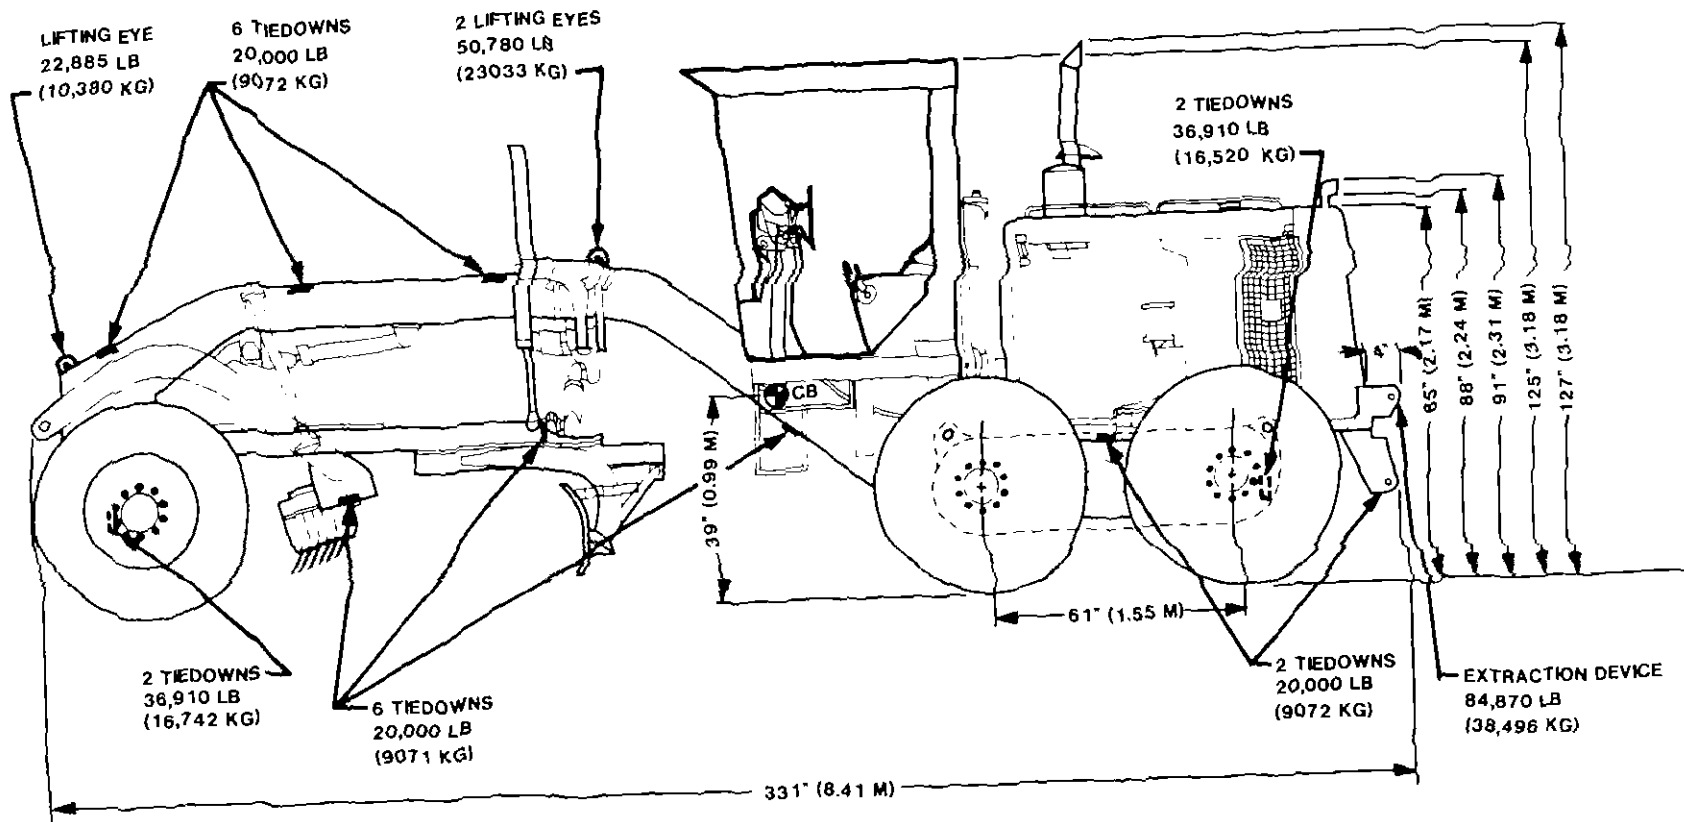 LIFTING EYE
22,885 LB
(10,380 KG)
6 TIEDOWNS
20,000 LB
(9072 KG)
2 LIFTING EYES
50,780 LB
(23033 KG)
2 TIEDOWNS
36,910 LB
(16,520 KG)
CB
39" (0.99 M)
61" (1.55 M)
4"
65" (2.17 M)
88" (2.24 M)
91" (2.31 M)
125" (3.18 M)
127" (3.18 M)
2 TIEDOWNS
36,910 LB
(16,742 KG)
6 TIEDOWNS
20,000 LB
(9071 KG)
2 TIEDOWNS
20,000 LB
(9072 KG)
EXTRACTION DEVICE
84,870 LB
(38,496 KG)
331" (8.41 M)